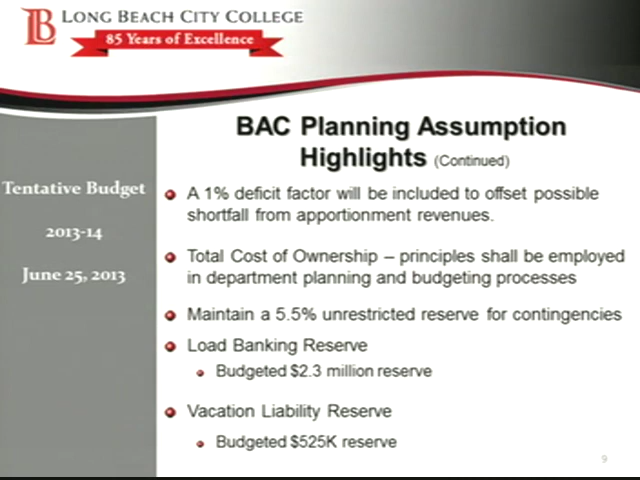 LB LONG BEACH CITY COLLEGE
85 Years of Excellence
BAC Planning Assumption
Highlights (Continued)
Tentative Budget
2013-14
June 25, 2013
A 1% deficit factor will be included to offset possible
shortfall from apportionment revenues.
Total Cost of Ownership – principles shall be employed
in department planning and budgeting processes
Maintain a 5.5% unrestricted reserve for contingencies
Load Banking Reserve
Budgeted $2.3 million reserve
Vacation Liability Reserve
Budgeted $525K reserve
9